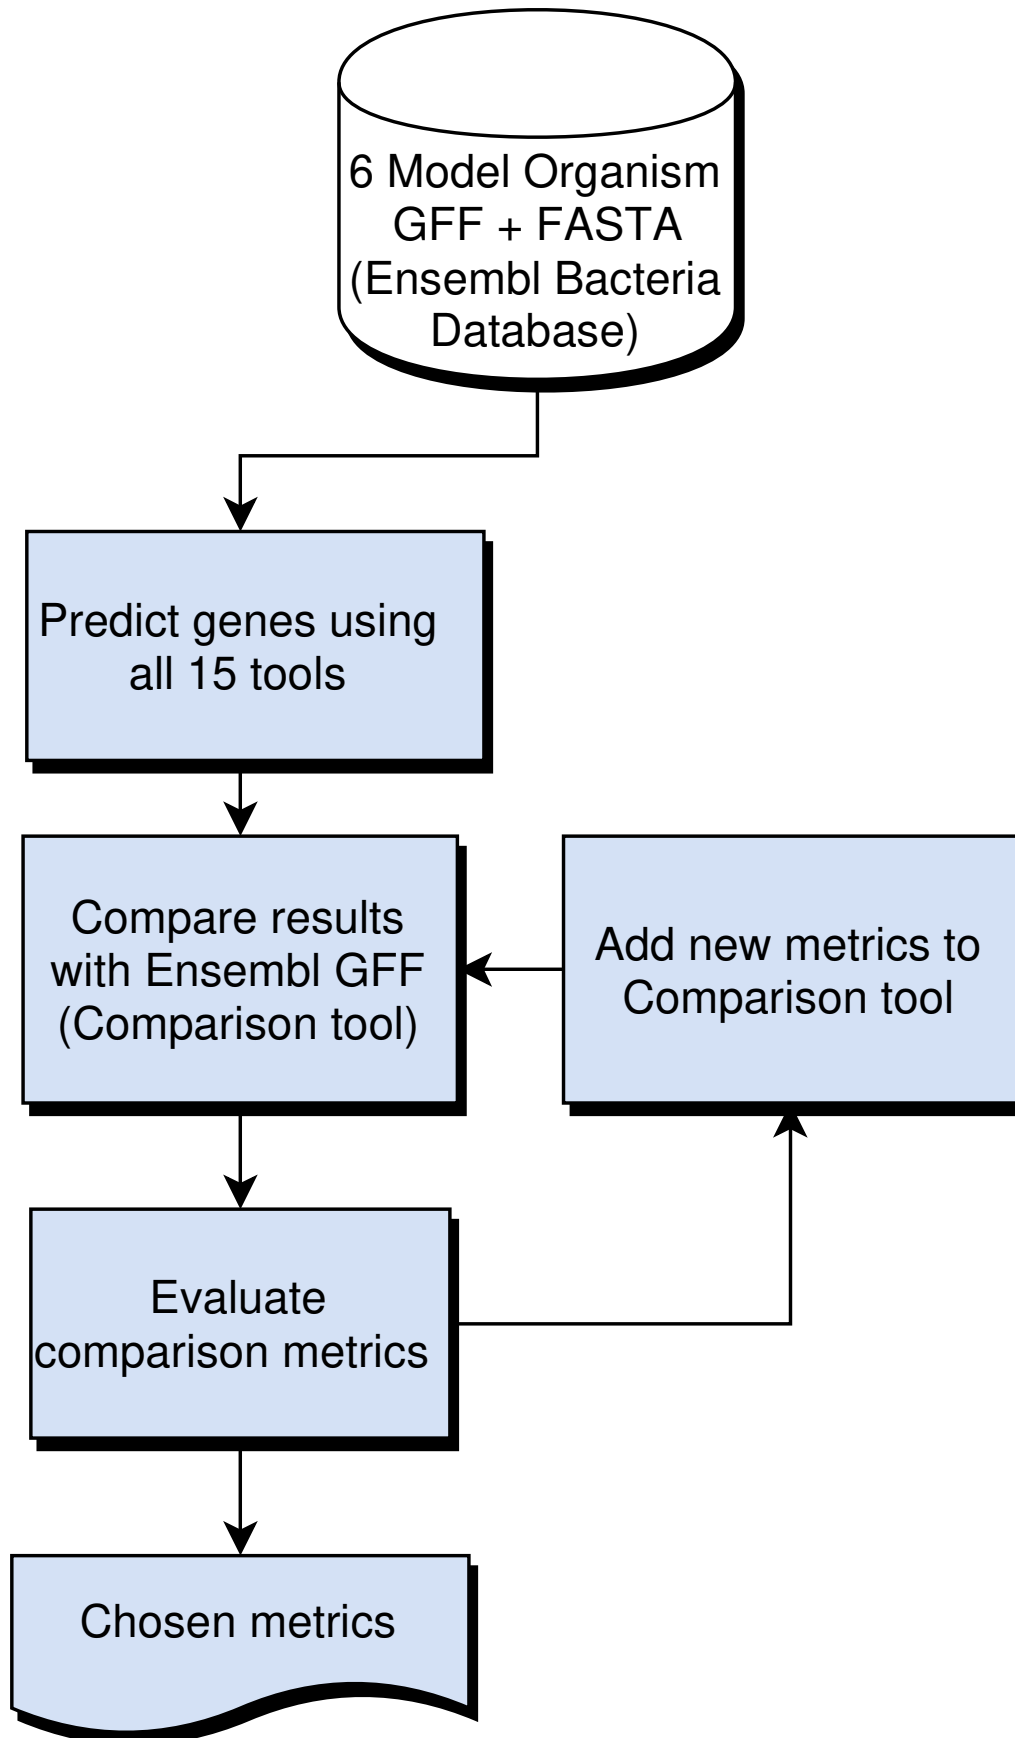 6 Model Organism
GFF + FASTA
(Ensembl Bacteria
Database)
Predict genes using
all 15 tools
Compare results
with Ensembl GFF
(Comparison tool)
Add new metrics to
Comparison tool
Evaluate
comparison metrics
Chosen metrics